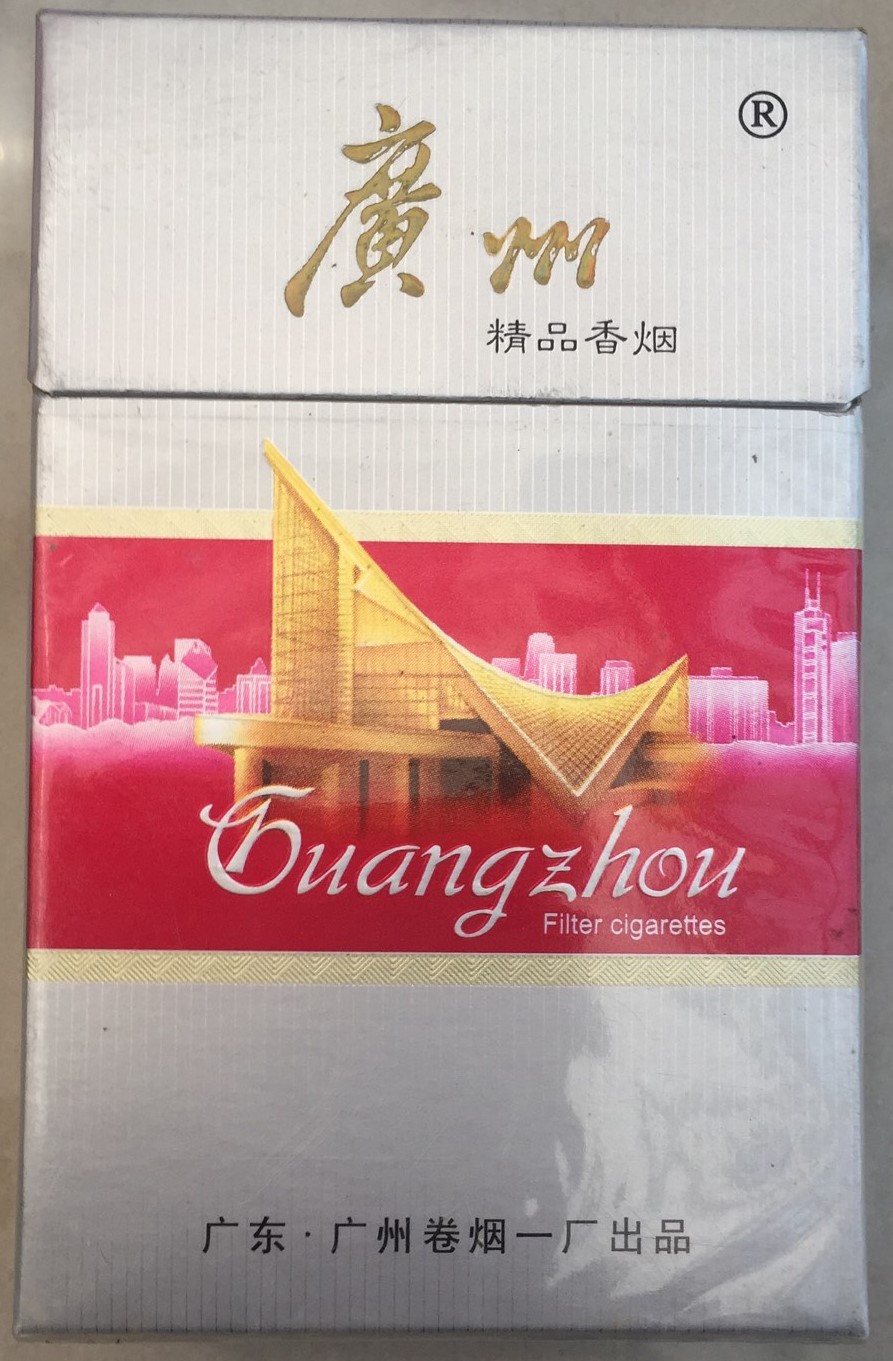 ®
廣州
精品香烟
Guangzhou
Filter cigarettes
广东·广州卷烟一厂出品